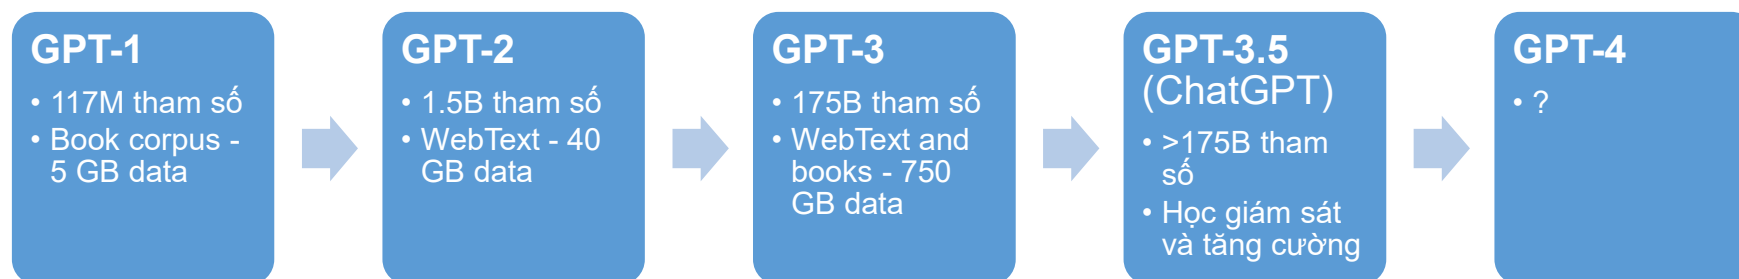 GPT-1
• 117M tham số
• Book corpus -
5 GB data
GPT-2
• 1.5B tham số
• WebText - 40
GB data
GPT-3
• 175B tham số
• WebText and
books - 750
GB data
GPT-3.5
(ChatGPT)
• >175B tham
số
• Học giám sát
và tăng cường
GPT-4
• ?